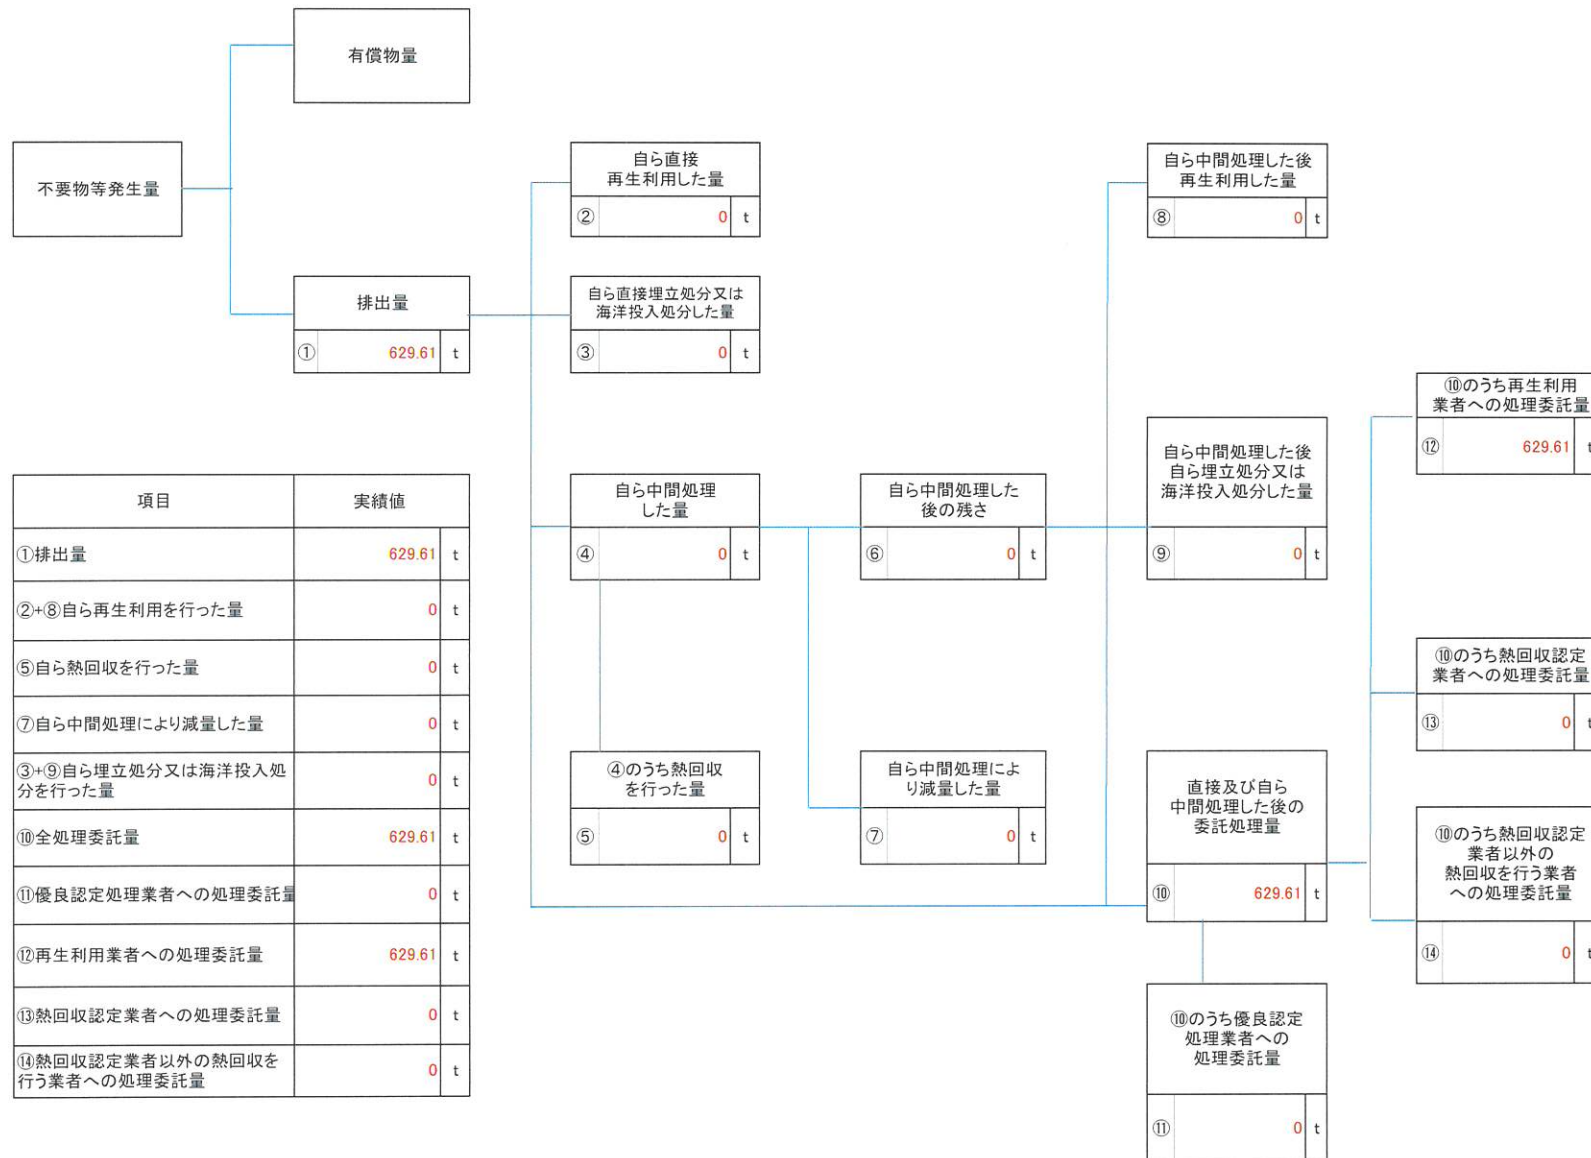 有償物量
不要物等発生量
排出量
① 629.61 t
自ら直接
再生利用した量
② 0 t
自ら直接埋立処分又は
海洋投入処分した量
③ 0 t
自ら中間処理
した量
④ 0 t
④のうち熱回収
を行った量
⑤ 0 t
自ら中間処理した
後の残さ
⑥ 0 t
自ら中間処理によ
り減量した量
⑦ 0 t
自ら中間処理した後
再生利用した量
⑧ 0 t
自ら中間処理した後
自ら埋立処分又は
海洋投入処分した量
⑨ 0 t
直接及び自ら
中間処理した後の
委託処理量
⑩ 629.61 t
⑩のうち優良認定
処理業者への
処理委託量
⑪ 0 t
⑩のうち再生利用
業者への処理委託量
⑫ 629.61 t
⑩のうち熱回収認定
業者への処理委託量
⑬ 0 t
⑩のうち熱回収認定
業者以外の
熱回収を行う業者
への処理委託量
⑭ 0 t
項目 実績値
①排出量 629.61 t
②+⑧自ら再生利用を行った量 0 t
⑤自ら熱回収を行った量 0 t
⑦自ら中間処理により減量した量 0 t
③+⑨自ら埋立処分又は海洋投入処
分を行った量 0 t
⑩全処理委託量 629.61 t
⑪優良認定処理業者への処理委託量 0 t
⑫再生利用業者への処理委託量 629.61 t
⑬熱回収認定業者への処理委託量 0 t
⑭熱回収認定業者以外の熱回収を
行う業者への処理委託量 0 t